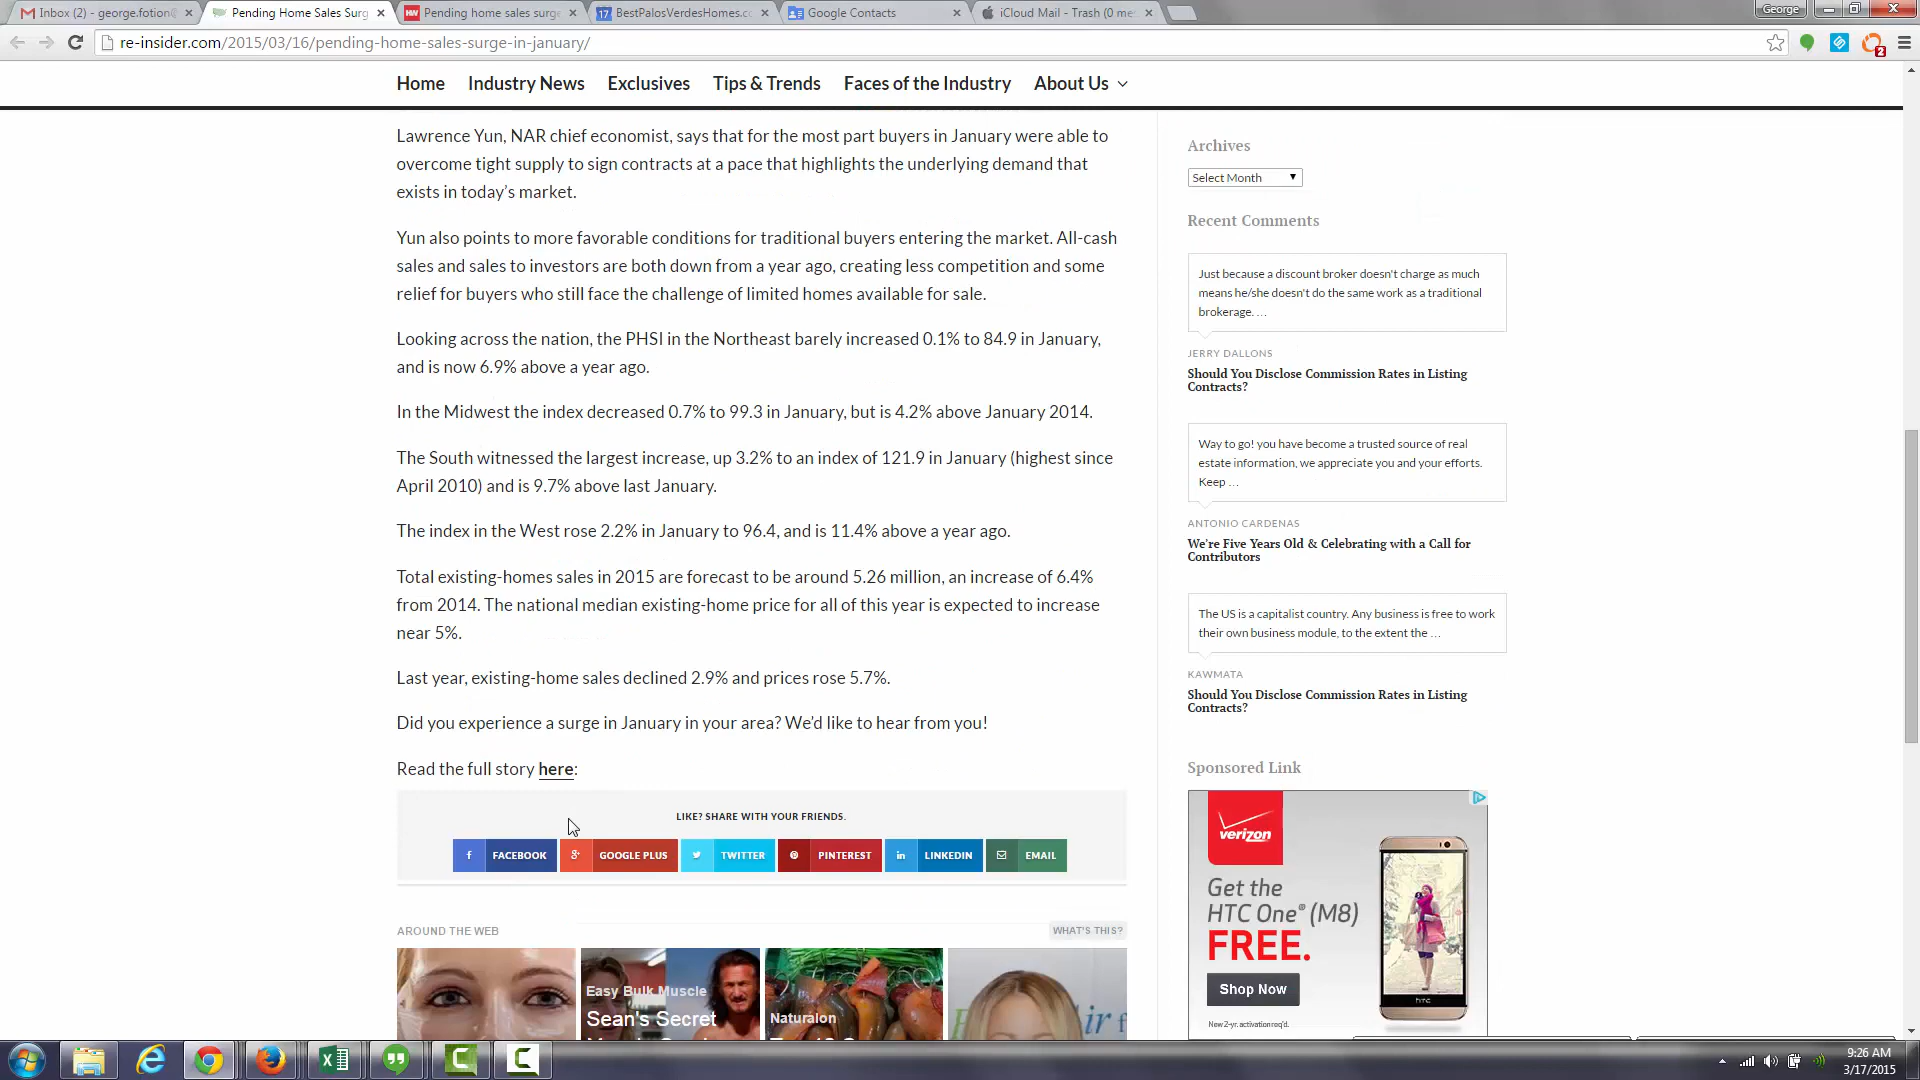 Inbox (2) - george.fotion@
Pending Home Sales Surg
Pending home sales surge
BestPalosVerdesHomes.co
Google Contacts
iCloud Mail - Trash (0 me
George
re-insider.com/2015/03/16/pending-home-sales-surge-in-january/
2
Home Industry News Exclusives Tips & Trends Faces of the Industry About Us
Lawrence Yun, NAR chief economist, says that for the most part buyers in January were able to
overcome tight supply to sign contracts at a pace that highlights the underlying demand that
exists in today's market.
Yun also points to more favorable conditions for traditional buyers entering the market. All-cash
sales and sales to investors are both down from a year ago, creating less competition and some
relief for buyers who still face the challenge of limited homes available for sale.
Looking across the nation, the PHSI in the Northeast barely increased 0.1% to 84.9 in January,
and is now 6.9% above a year ago.
In the Midwest the index decreased 0.7% to 99.3 in January, but is 4.2% above January 2014.
The South witnessed the largest increase, up 3.2% to an index of 121.9 in January (highest since
April 2010) and is 9.7% above last January.
The index in the West rose 2.2% in January to 96.4, and is 11.4% above a year ago.
Total existing-homes sales in 2015 are forecast to be around 5.26 million, an increase of 6.4%
from 2014. The national median existing-home price for all of this year is expected to increase
near 5%.
Last year, existing-home sales declined 2.9% and prices rose 5.7%.
Did you experience a surge in January in your area? We'd like to hear from you!
Read the full story here:
LIKE? SHARE WITH YOUR FRIENDS.
FACEBOOK GOOGLE PLUS TWITTER PINTEREST LINKEDIN EMAIL
AROUND THE WEB
WHAT'S THIS?
Easy Bulk Muscle
Sean's Secret
Naturalon
Archives
Select Month
Recent Comments
Just because a discount broker doesn't charge as much
means he/she doesn't do the same work as a traditional
brokerage. …
JERRY DALLONS
Should You Disclose Commission Rates in Listing
Contracts?
Way to go! you have become a trusted source of real
estate information, we appreciate you and your efforts.
Keep …
ANTONIO CARDENAS
We're Five Years Old & Celebrating with a Call for
Contributors
The US is a capitalist country. Any business is free to work
their own business module, to the extent the …
KAWMATA
Should You Disclose Commission Rates in Listing
Contracts?
Sponsored Link
verizon
Get the
HTC One® (M8)
FREE.
Shop Now
New 2-yr. activation req'd.
htc
9:26 AM
3/17/2015